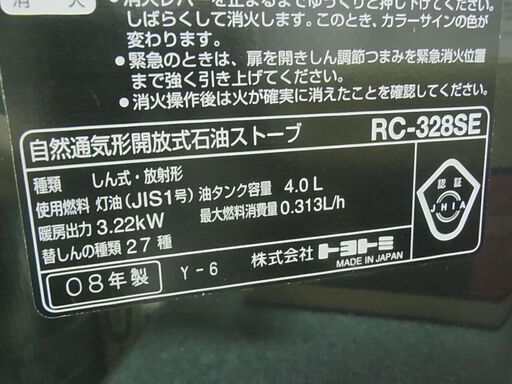 消火
●消火レバーを止まるまでゆっくりと押し下げてください。
しばらくして消火します。このとき、カラーサインの色が
変わります。
●緊急のときは、扉を開きしん調節つまみを緊急消火位置
まで強く引き上げてください。
●消火操作後は火が確実に消えたことを確認してください。
自然通気形開放式石油ストーブ RC-328SE
種類 しん式・放射形
使用燃料 灯油(JIS1号) 油タンク容量 4.0L
暖房出力 3.22kW 最大燃料消費量 0.313L/h
替しんの種類 27種
08年製 Y-6 株式会社 トヨトミ
MADE IN JAPAN
認証
JHIA